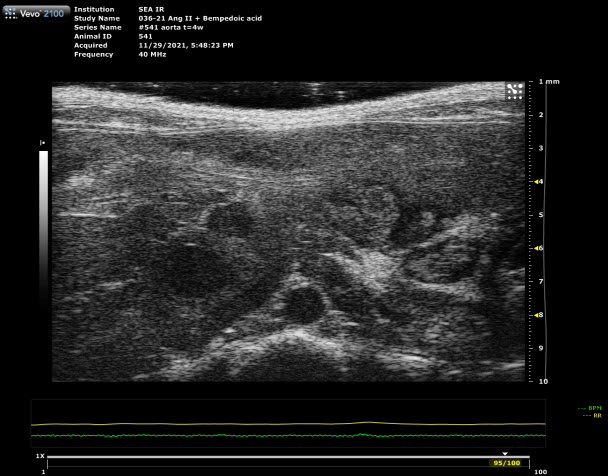 Vevo 2100
Institution SEA IR
Study Name 036-21 Ang II + Bempedoic acid
Series Name #541 aorta t=4w
Animal ID 541
Acquired 11/29/2021, 5:48:23 PM
Frequency 40 MHz
1 mm
2
3
4
5
6
7
8
9
10
BPM
RR
1X
95/100
1 100